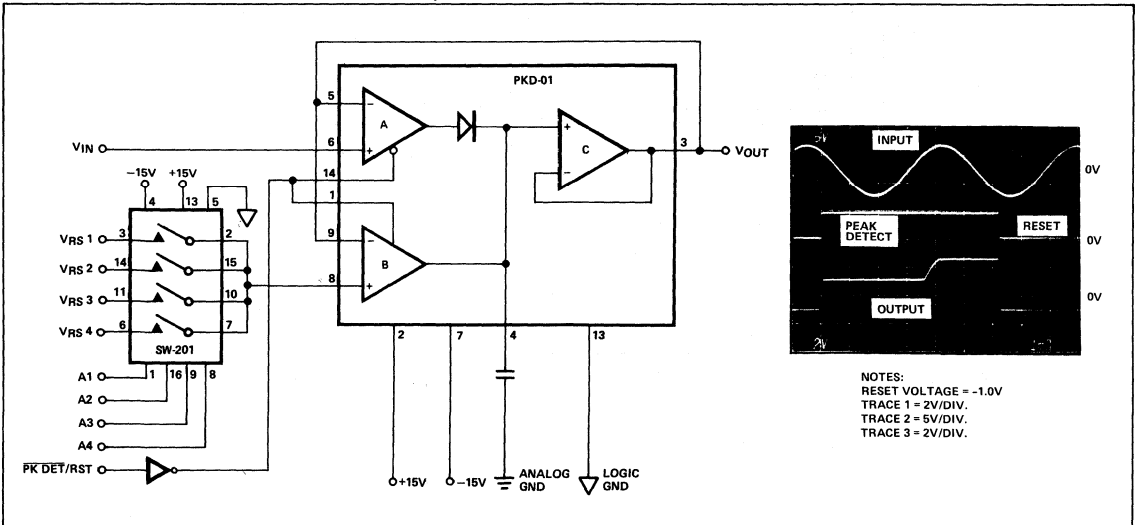 PKD-01
5
−
A
VIN
6
+
14
1
9
−
B
8
+
+
C
−
3
VOUT
−15V +15V
4 13 5
VRS 1 3 2
VRS 2 14 15
VRS 3 11 10
VRS 4 6 7
SW-201
1 16 9 8
A1
A2
A3
A4
PK DET/RST
2 7 4 13
+15V −15V ANALOG GND LOGIC GND
5V
INPUT
0V
PEAK DETECT
RESET
0V
0V
OUTPUT
2V
NOTES:
RESET VOLTAGE = −1.0V
TRACE 1 = 2V/DIV.
TRACE 2 = 5V/DIV.
TRACE 3 = 2V/DIV.